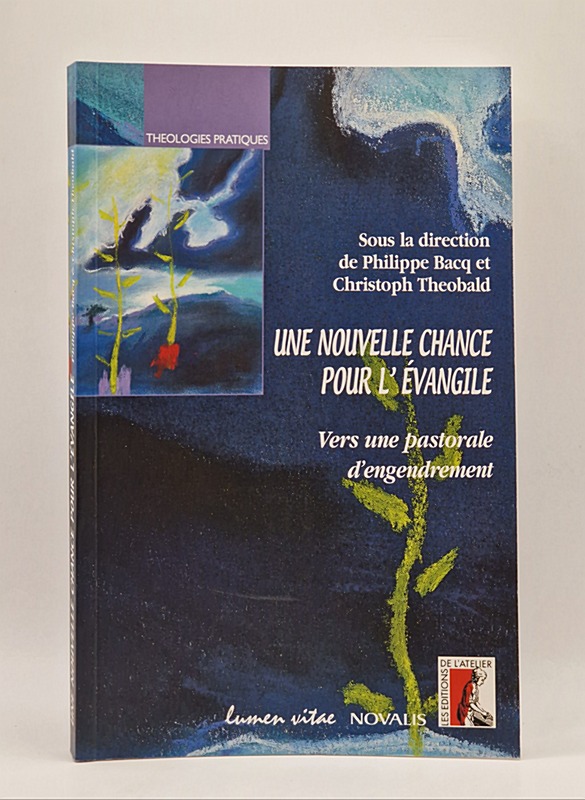 THEOLOGIES PRATIQUES
Sous la direction
de Philippe Bacq et
Christoph Theobald
UNE NOUVELLE CHANCE
POUR L'ÉVANGILE
Vers une pastorale
d'engendrement
lumen vitae NOVALIS
LES EDITIONS
DE L'ATELIER